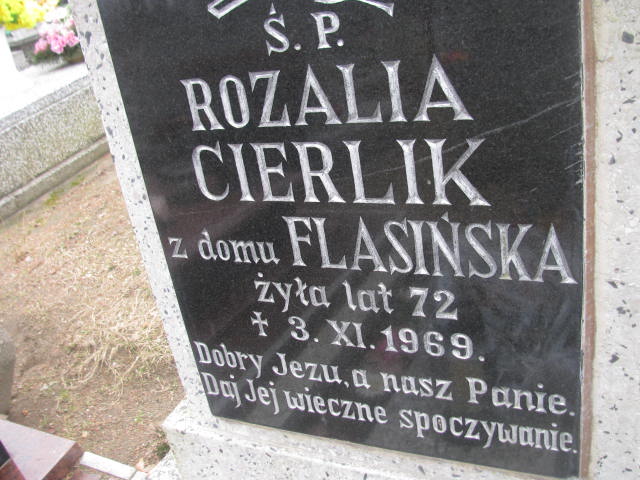 Ś. P.
ROZALIA
CIERLIK
z domu FLASIŃSKA
żyła lat 72
✝ 3. XI. 1969.
Dobry Jezu, a nasz Panie.
Daj Jej wieczne spoczywanie.